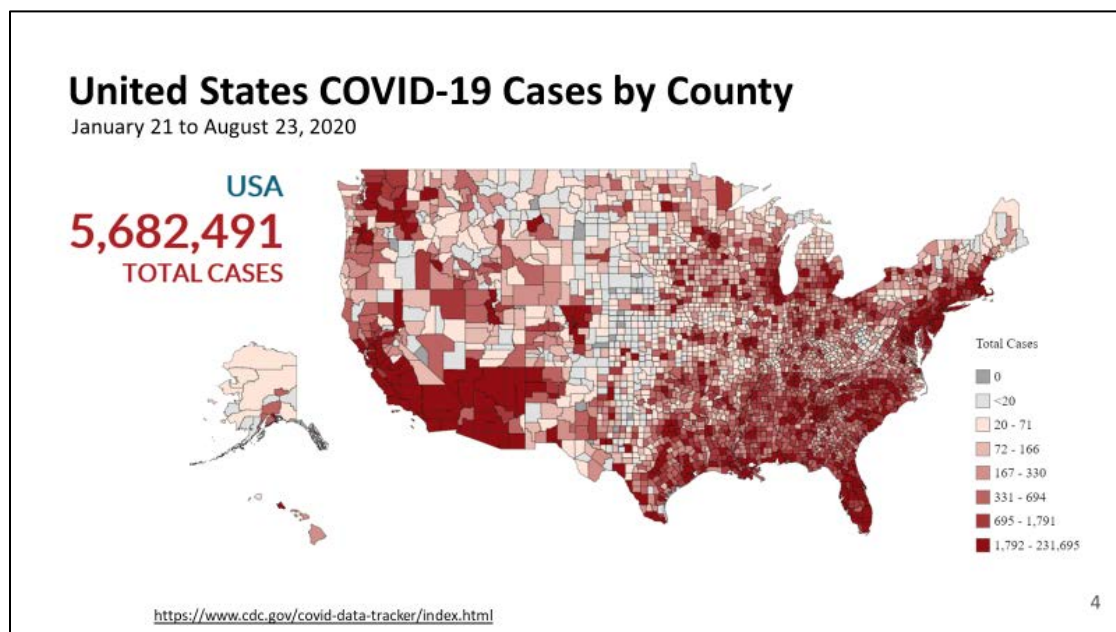 United States COVID-19 Cases by County
January 21 to August 23, 2020
USA
5,682,491
TOTAL CASES
Total Cases
0
<20
20 - 71
72 - 166
167 - 330
331 - 694
695 - 1,791
1,792 - 231,695
https://www.cdc.gov/covid-data-tracker/index.html
4